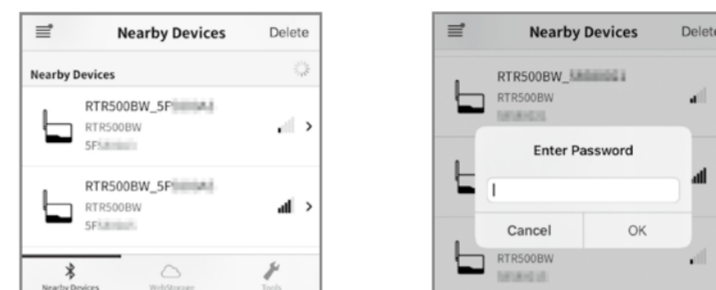 Nearby Devices Delete
Nearby Devices
RTR500BW_5F
RTR500BW
5F
RTR500BW_5F
RTR500BW
5F
Nearby Devices WebStorage Tools
Nearby Devices Delete
RTR500BW_
RTR500BW
Enter Password
Cancel OK
RTR500BW